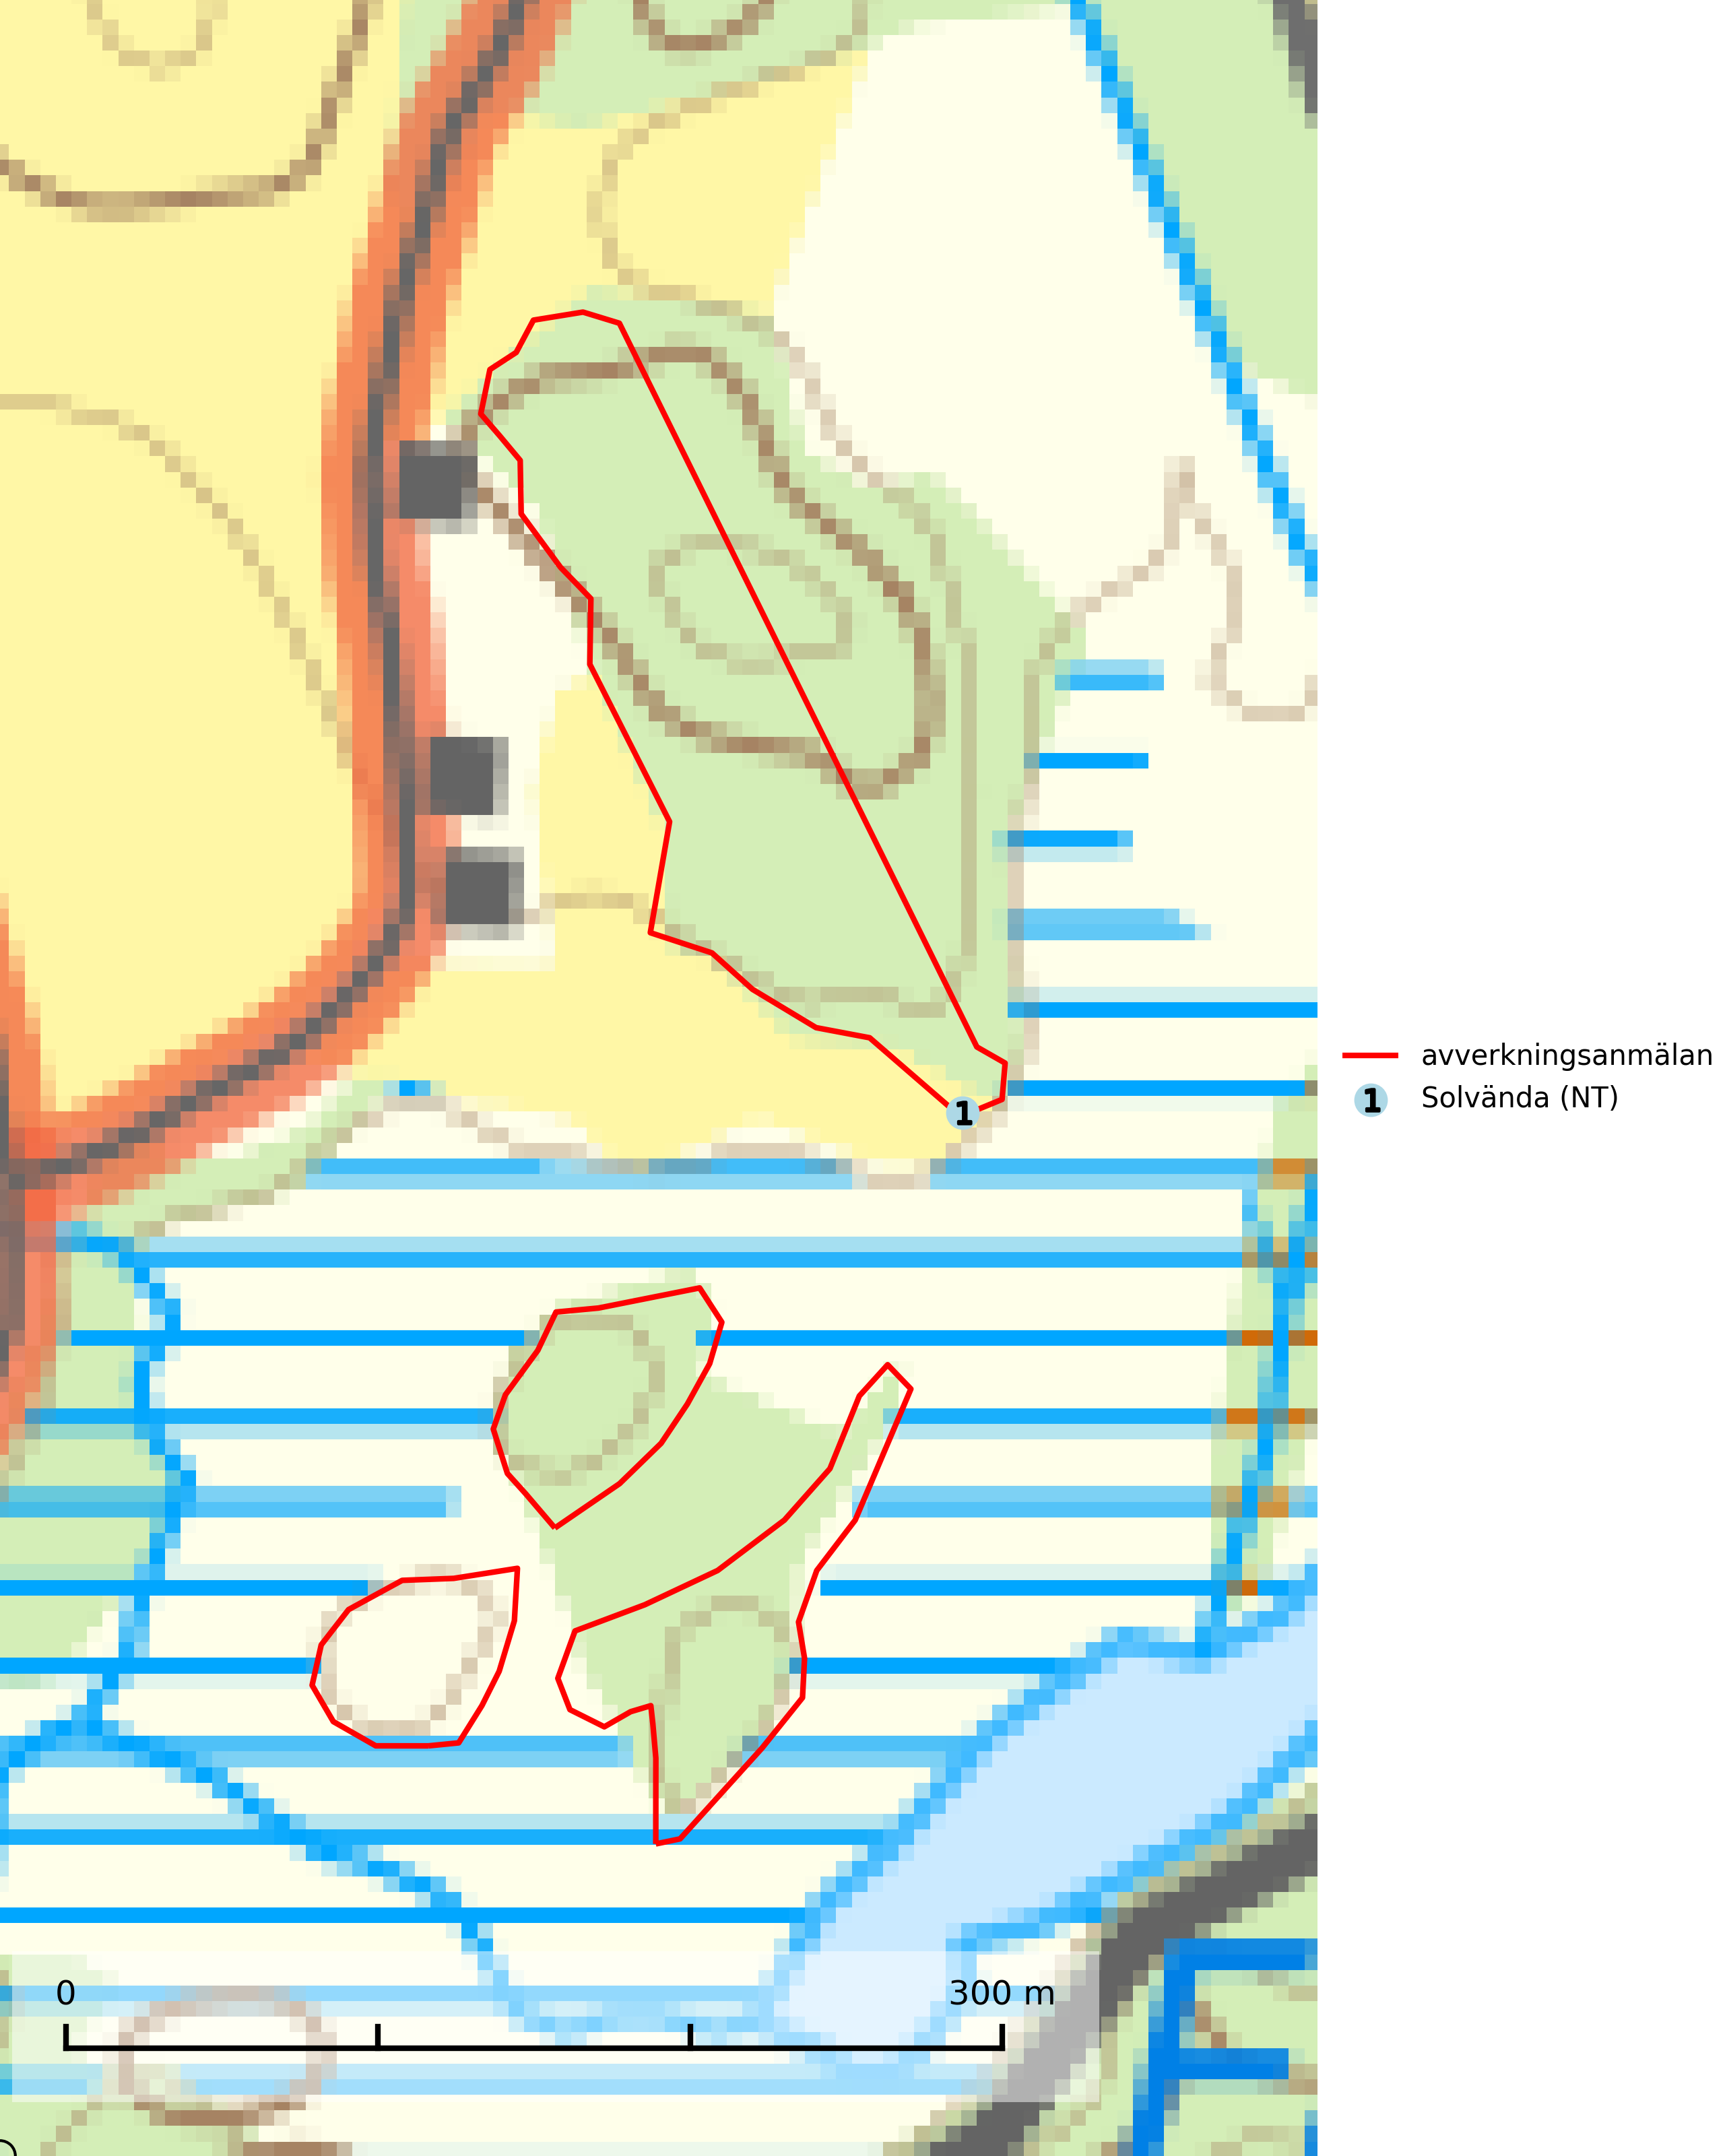 avverkningsanmälan
1 Solvända (NT)
1
0 300 m